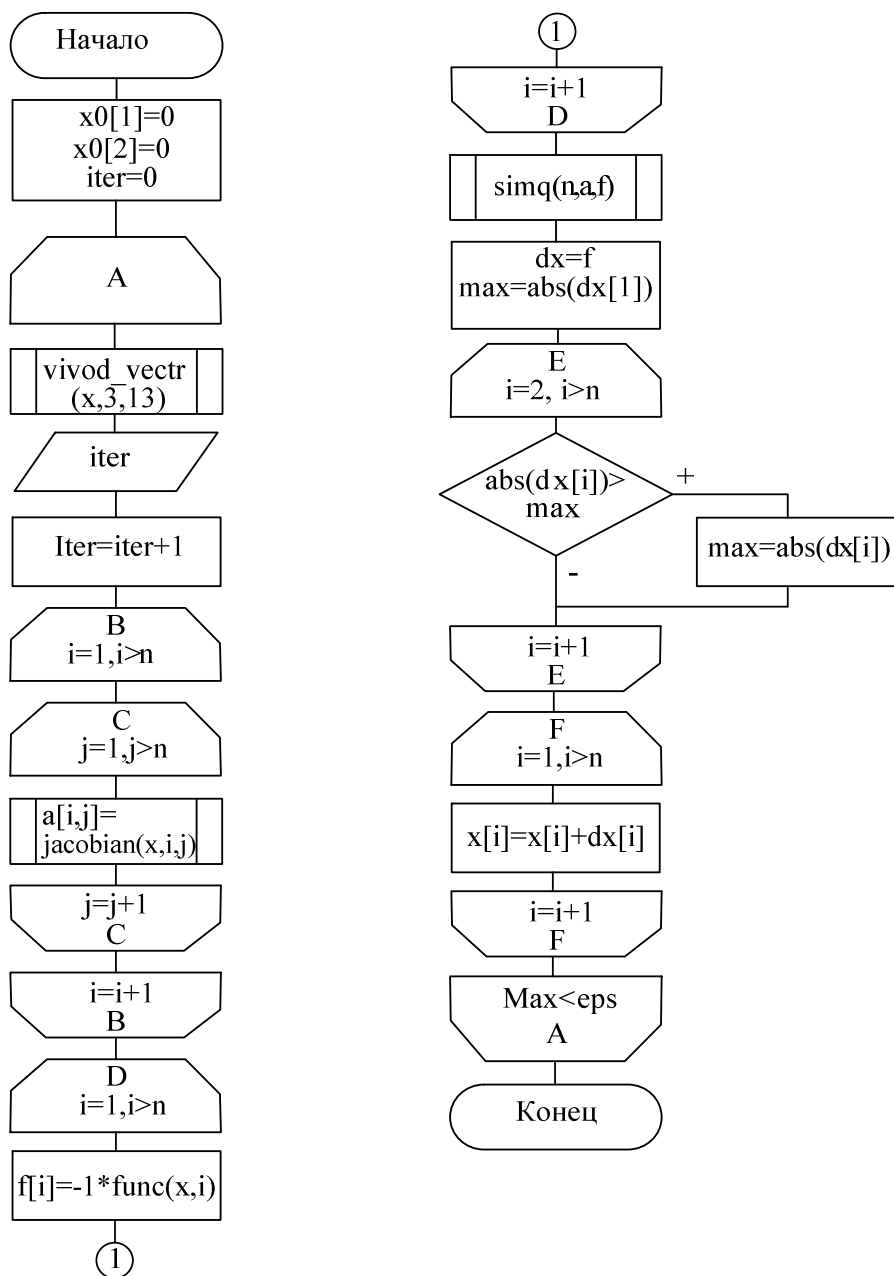 Начало
x0[1]=0
x0[2]=0
iter=0
A
vivod_vectr
(x,3,13)
iter
Iter=iter+1
B
i=1,i>n
C
j=1,j>n
a[i,j]=
jacobian(x,i,j)
j=j+1
C
i=i+1
B
D
i=1,i>n
f[i]=-1*func(x,i)
1
1
i=i+1
D
simq(n,a,f)
dx=f
max=abs(dx[1])
E
i=2, i>n
abs(dx[i])>
max
+
-
max=abs(dx[i])
i=i+1
E
F
i=1,i>n
x[i]=x[i]+dx[i]
i=i+1
F
Max<eps
A
Конец